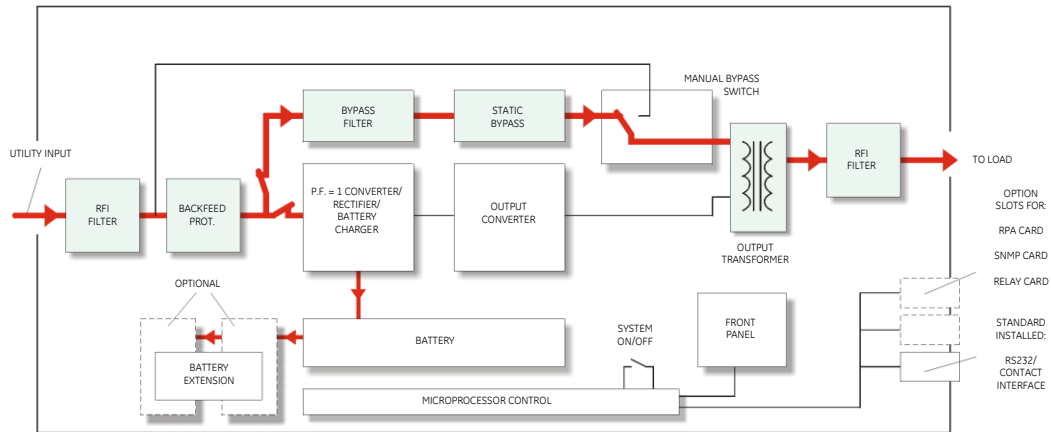 MANUAL BYPASS
SWITCH
BYPASS
FILTER
STATIC
BYPASS
UTILITY INPUT
RFI
FILTER
TO LOAD
RFI
FILTER
BACKFEED
PROT.
P.F. = 1 CONVERTER/
RECTIFIER/
BATTERY
CHARGER
OUTPUT
CONVERTER
OUTPUT
TRANSFORMER
OPTION
SLOTS FOR:
RPA CARD
SNMP CARD
RELAY CARD
OPTIONAL
BATTERY
EXTENSION
BATTERY
SYSTEM
ON/OFF
FRONT
PANEL
STANDARD
INSTALLED:
RS232/
CONTACT
INTERFACE
MICROPROCESSOR CONTROL